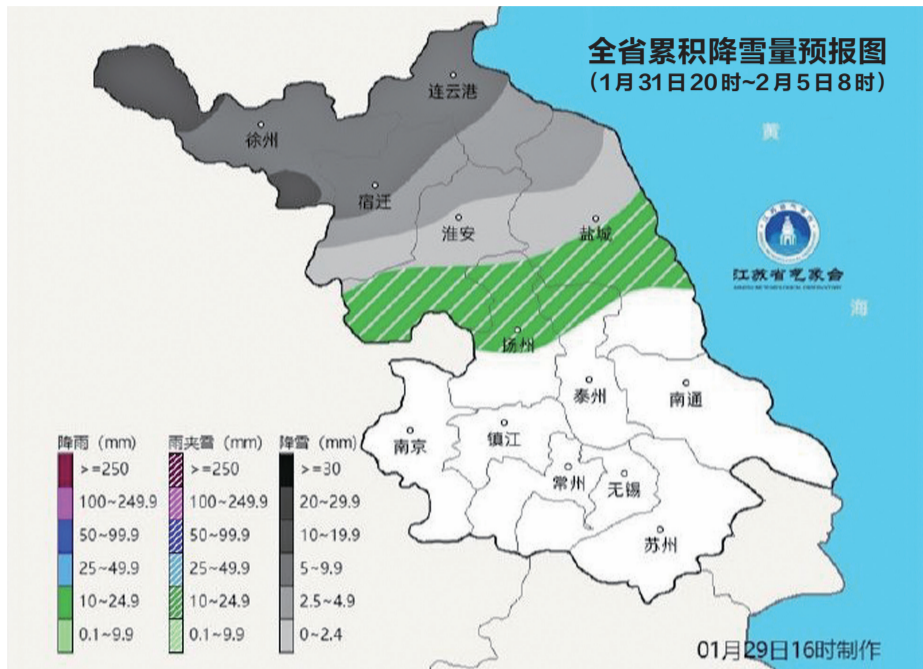 全省累积降雪量预报图
(1月31日20时~2月5日8时)
黄
海
江苏省气象台
连云港
徐州
宿迁
淮安
盐城
扬州
泰州
南通
南京
镇江
常州
无锡
苏州
降雨 (mm)
>=250
100~249.9
50~99.9
25~49.9
10~24.9
0.1~9.9
雨夹雪 (mm)
>=250
100~249.9
50~99.9
25~49.9
10~24.9
0.1~9.9
降雪 (mm)
>=30
20~29.9
10~19.9
5~9.9
2.5~4.9
0~2.4
01月29日16时制作